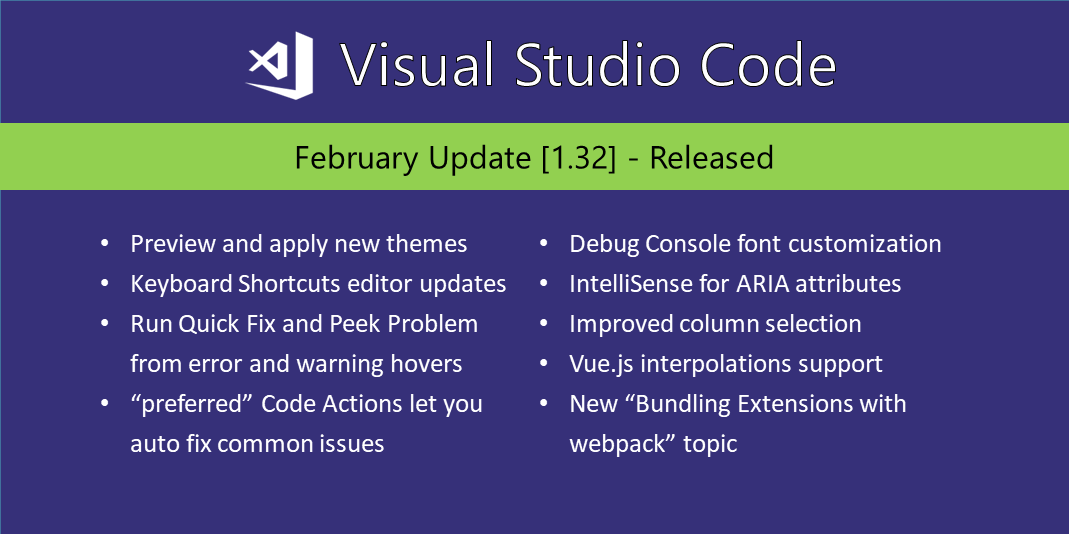 Visual Studio Code
February Update [1.32] - Released
• Preview and apply new themes
• Keyboard Shortcuts editor updates
• Run Quick Fix and Peek Problem
from error and warning hovers
• “preferred” Code Actions let you
auto fix common issues
• Debug Console font customization
• IntelliSense for ARIA attributes
• Improved column selection
• Vue.js interpolations support
• New “Bundling Extensions with
webpack” topic